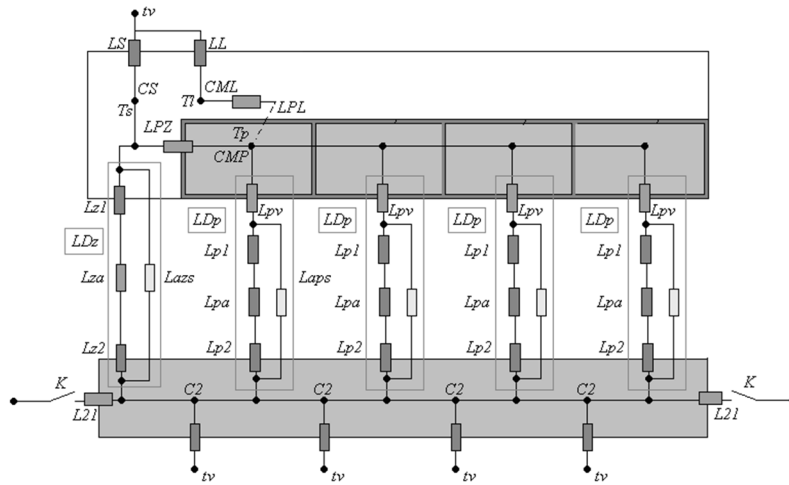 tv
LS LL
CS CML
Ts Tl LPL
LPZ Tp
CMP
Lz1 LDp Lpv LDp Lpv LDp Lpv LDp Lpv
LDz Lp1 Lp1 Lp1 Lp1
Lza Lazs Lpa Laps Lpa Lpa Lpa
Lz2 Lp2 Lp2 Lp2 Lp2
K C2 C2 C2 C2 K
L21 L21
tv tv tv tv